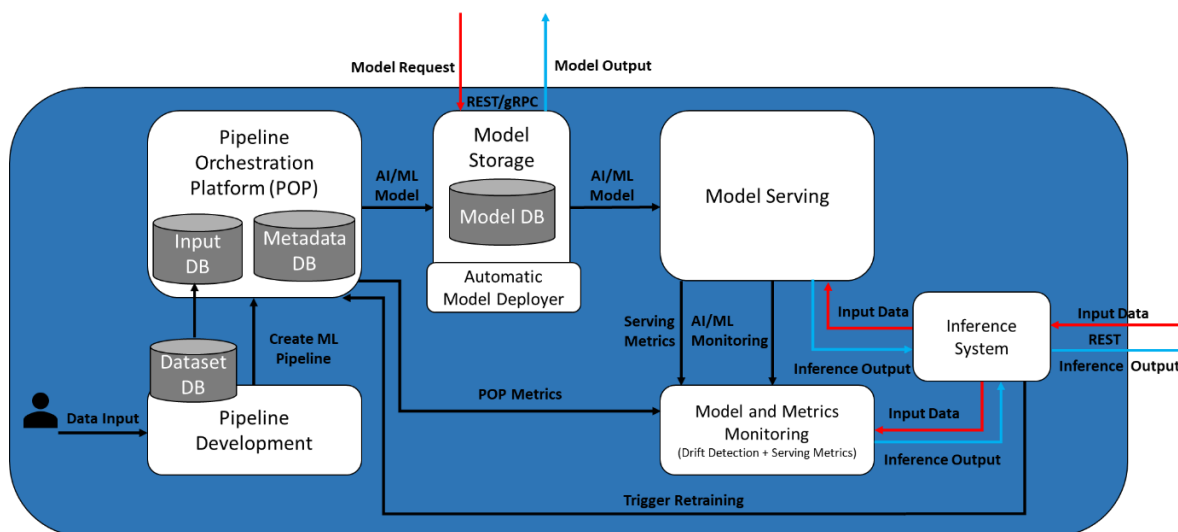 Model Request
Model Output
REST/gRPC
Pipeline
Orchestration
Platform (POP)
Input
DB
Metadata
DB
AI/ML
Model
Model
Storage
Model DB
Automatic
Model Deployer
AI/ML
Model
Model Serving
Dataset
DB
Create ML
Pipeline
Data Input
Pipeline
Development
POP Metrics
Serving
Metrics
AI/ML
Monitoring
Input Data
Inference Output
Inference
System
Input Data
REST
Inference Output
Model and Metrics
Monitoring
(Drift Detection + Serving Metrics)
Input Data
Inference Output
Trigger Retraining